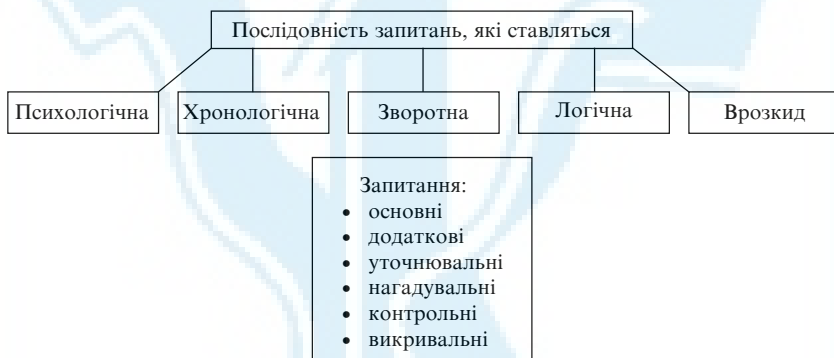 Послідовність запитань, які ставляться
Психологічна
Хронологічна
Зворотна
Логічна
Врозкид
Запитання:
• основні
• додаткові
• уточнювальні
• нагадувальні
• контрольні
• викривальні